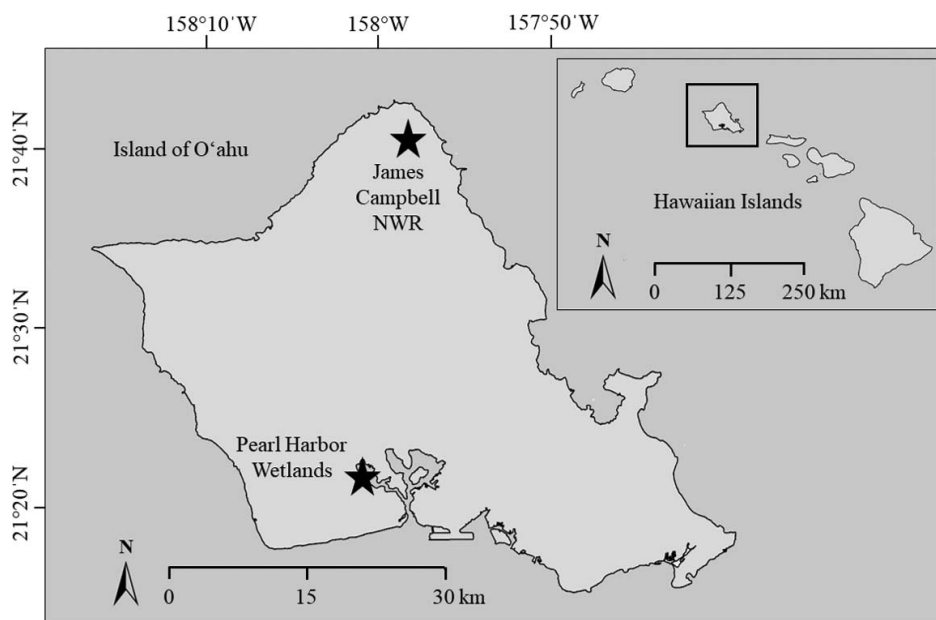 158°10'W
158°W
157°50'W
21°40'N
21°30'N
21°20'N
Island of Oʻahu
James
Campbell
NWR
Pearl Harbor
Wetlands
N
0
15
30 km
Hawaiian Islands
N
0
125
250 km